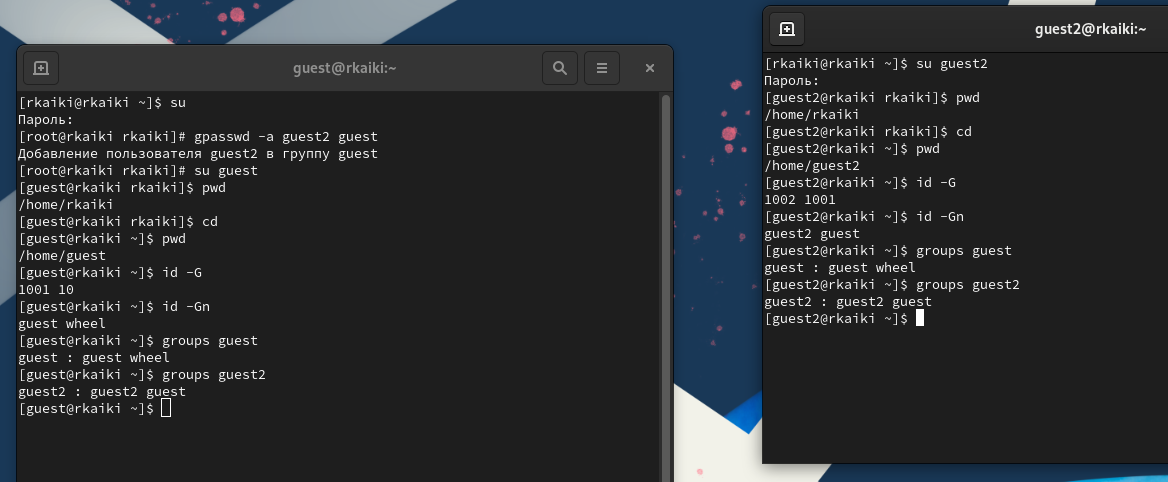 guest@rkaiki:~
[rkaiki@rkaiki ~]$ su
Пароль:
[root@rkaiki rkaiki]# gpasswd -a guest2 guest
Добавление пользователя guest2 в группу guest
[root@rkaiki rkaiki]# su guest
[guest@rkaiki rkaiki]$ pwd
/home/rkaiki
[guest@rkaiki rkaiki]$ cd
[guest@rkaiki ~]$ pwd
/home/guest
[guest@rkaiki ~]$ id -G
1001 10
[guest@rkaiki ~]$ id -Gn
guest wheel
[guest@rkaiki ~]$ groups guest
guest : guest wheel
[guest@rkaiki ~]$ groups guest2
guest2 : guest2 guest
[guest@rkaiki ~]$
guest2@rkaiki:~
[rkaiki@rkaiki ~]$ su guest2
Пароль:
[guest2@rkaiki rkaiki]$ pwd
/home/rkaiki
[guest2@rkaiki rkaiki]$ cd
[guest2@rkaiki ~]$ pwd
/home/guest2
[guest2@rkaiki ~]$ id -G
1002 1001
[guest2@rkaiki ~]$ id -Gn
guest2 guest
[guest2@rkaiki ~]$ groups guest
guest : guest wheel
[guest2@rkaiki ~]$ groups guest2
guest2 : guest2 guest
[guest2@rkaiki ~]$